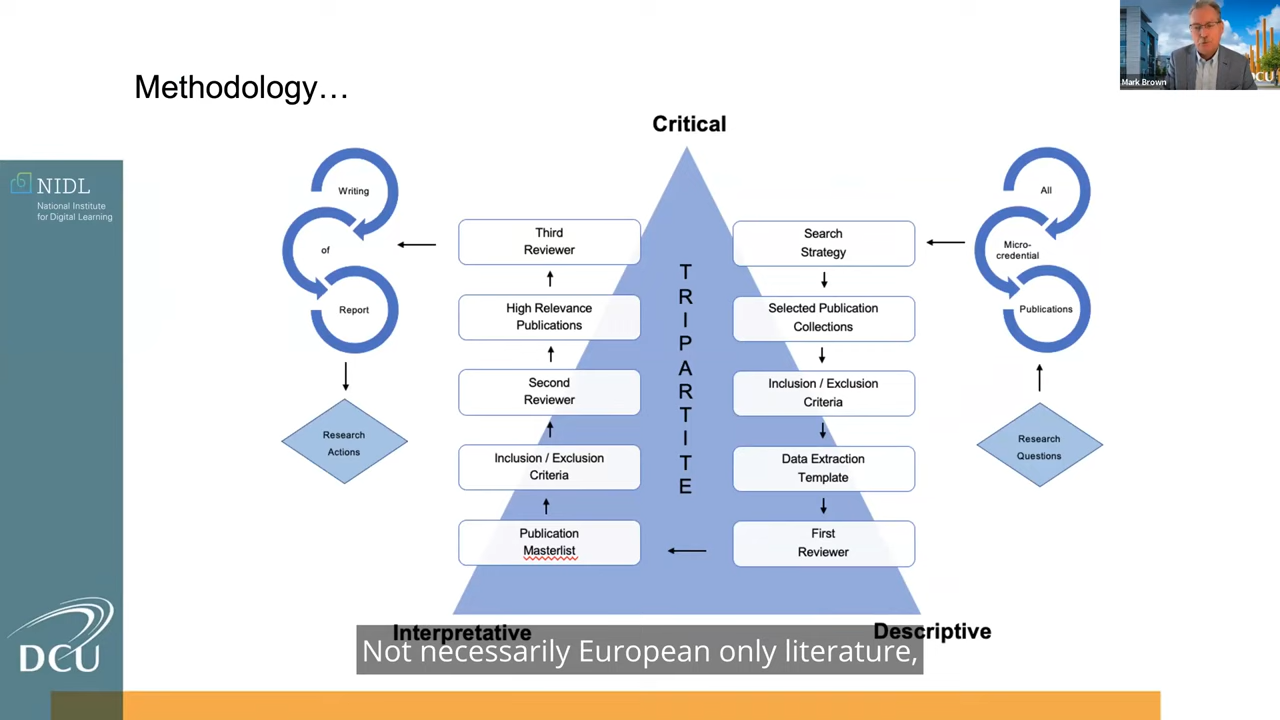 Methodology…
Mark Brown
DCU
NIDL
National Institute
for Digital Learning
Critical
Writing
of
Report
Research
Actions
Third
Reviewer
High Relevance
Publications
Second
Reviewer
Inclusion / Exclusion
Criteria
Publication
Masterlist
TRIPARTITE
Search
Strategy
Selected Publication
Collections
Inclusion / Exclusion
Criteria
Data Extraction
Template
First
Reviewer
All
Micro-
credential
Publications
Research
Questions
Interpretative
Descriptive
Not necessarily European only literature,
DCU